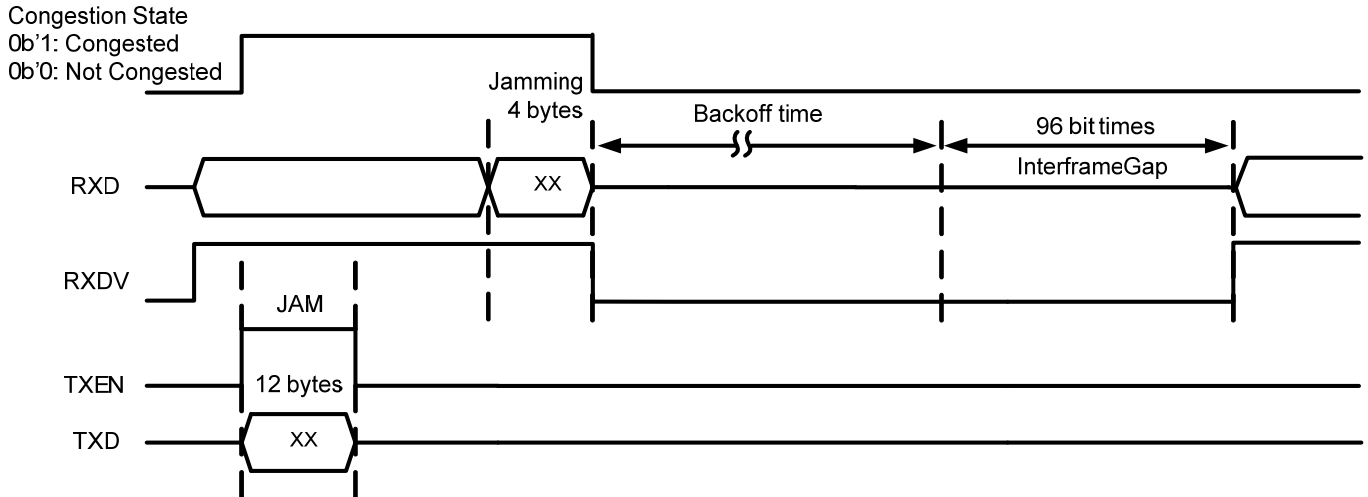 Congestion State
0b'1: Congested
0b'0: Not Congested
Jamming
4 bytes
Backoff time
96 bit times
InterframeGap
RXD
XX
RXDV
JAM
TXEN
12 bytes
TXD
XX